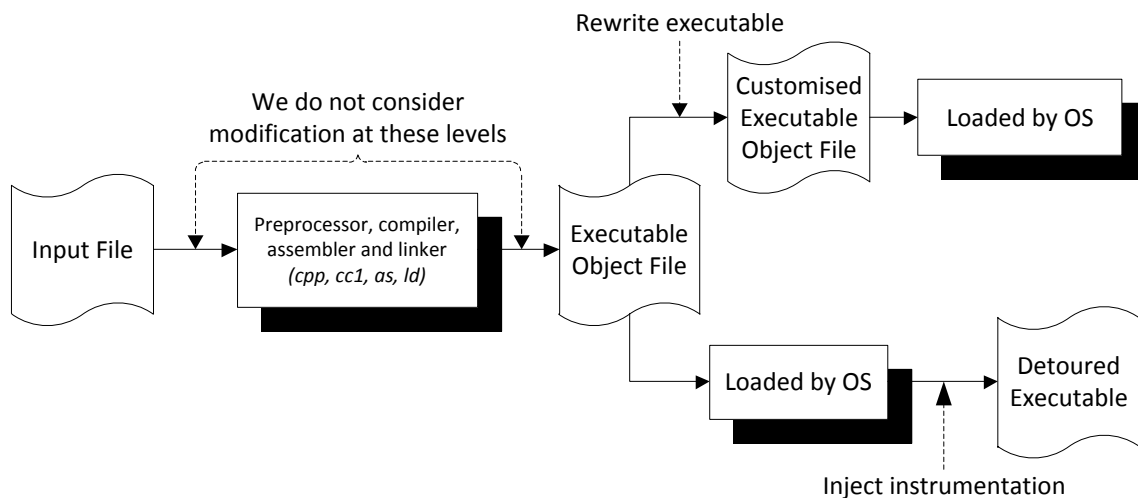 Rewrite executable
We do not consider
modification at these levels
Customised
Executable
Object File
Loaded by OS
Input File
Preprocessor, compiler,
assembler and linker
(cpp, cc1, as, ld)
Executable
Object File
Loaded by OS
Detoured
Executable
Inject instrumentation